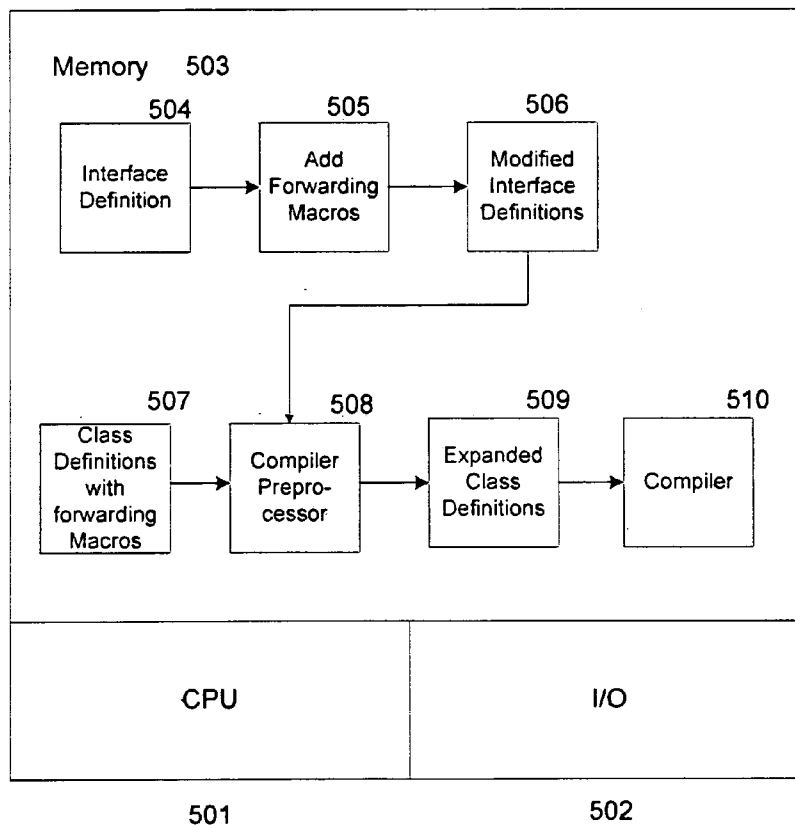 Memory 503
504 505 506
Interface
Definition
Add
Forwarding
Macros
Modified
Interface
Definitions
507 508 509 510
Class
Definitions
with
forwarding
Macros
Compiler
Prepro-
cessor
Expanded
Class
Definitions
Compiler
CPU I/O
501 502